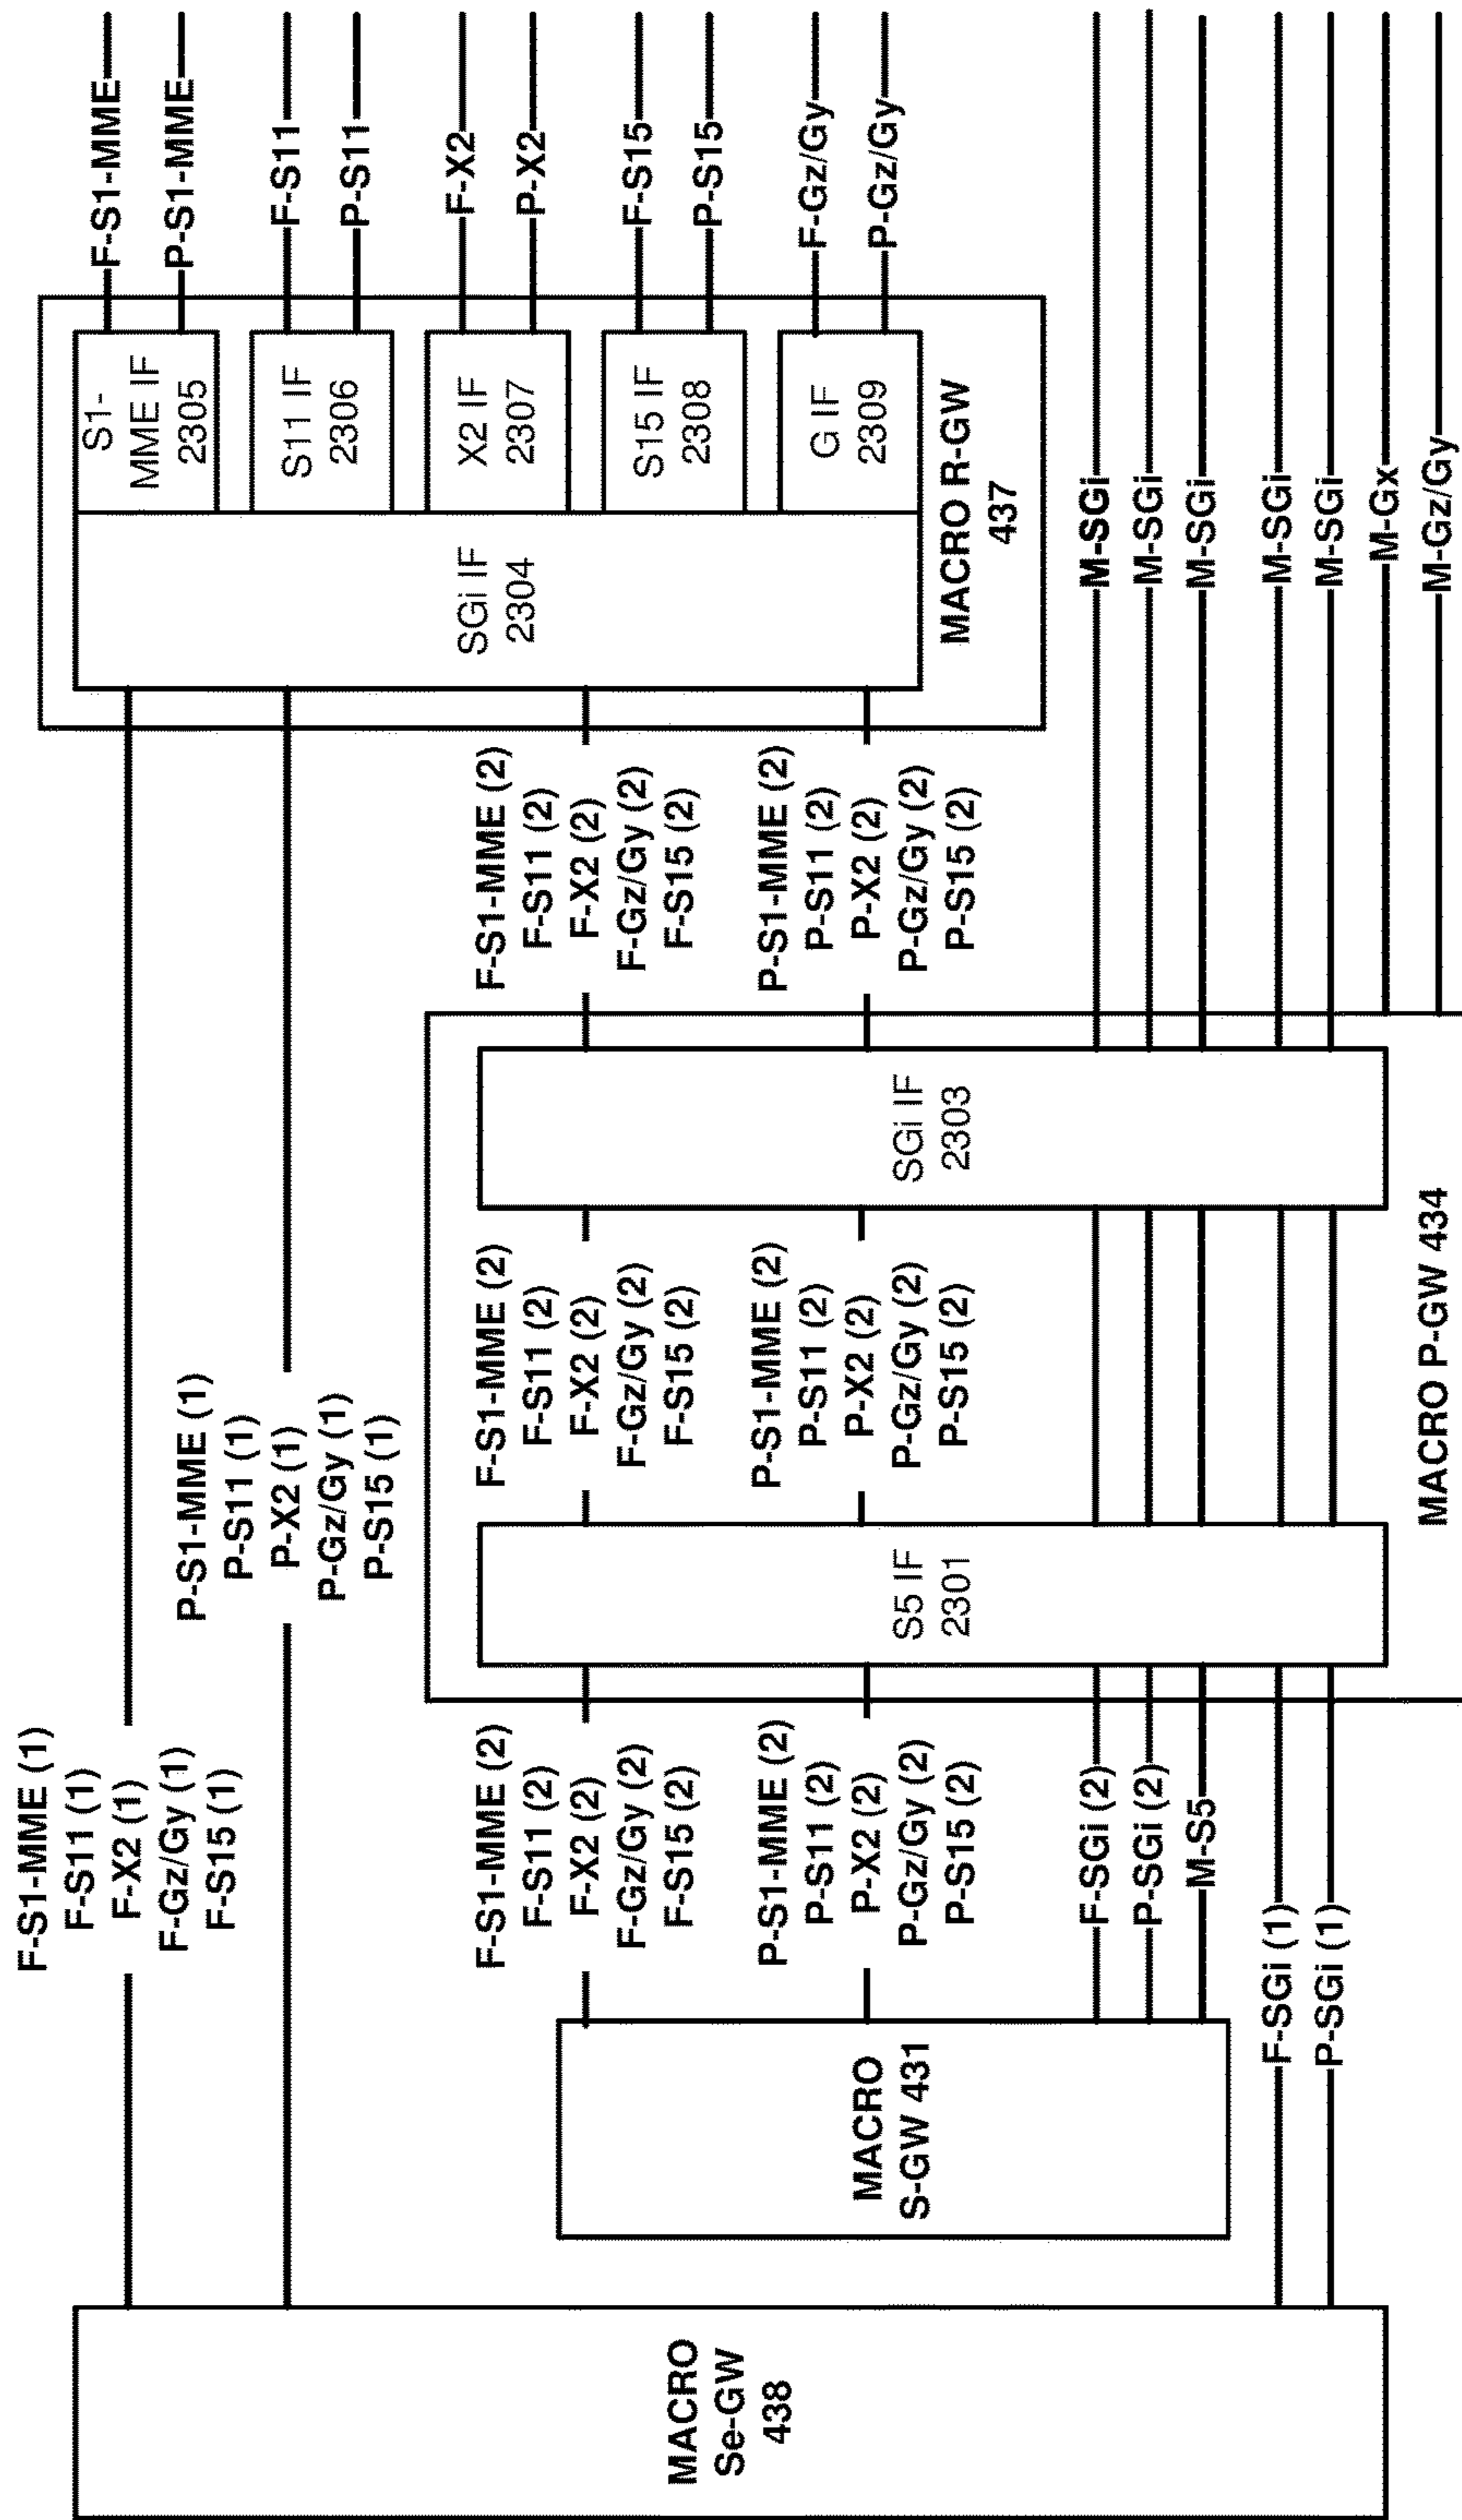 MACRO
Se-GW
438
F-S1-MME (1)
F-S11 (1)
F-X2 (1)
F-Gz/Gy (1)
F-S15 (1)
P-S1-MME (1)
P-S11 (1)
P-X2 (1)
P-Gz/Gy (1)
P-S15 (1)
MACRO
S-GW 431
F-S1-MME (2)
F-S11 (2)
F-X2 (2)
F-Gz/Gy (2)
F-S15 (2)
P-S1-MME (2)
P-S11 (2)
P-X2 (2)
P-Gz/Gy (2)
P-S15 (2)
F-SGi (2)
P-SGi (2)
M-S5
F-SGi (1)
P-SGi (1)
S5 IF
2301
F-S1-MME (2)
F-S11 (2)
F-X2 (2)
F-Gz/Gy (2)
F-S15 (2)
P-S1-MME (2)
P-S11 (2)
P-X2 (2)
P-Gz/Gy (2)
P-S15 (2)
SGi IF
2303
MACRO P-GW 434
F-S1-MME (2)
F-S11 (2)
F-X2 (2)
F-Gz/Gy (2)
F-S15 (2)
P-S1-MME (2)
P-S11 (2)
P-X2 (2)
P-Gz/Gy (2)
P-S15 (2)
SGi IF
2304
S1-
MME IF
2305
S11 IF
2306
X2 IF
2307
S15 IF
2308
G IF
2309
MACRO R-GW
437
F-S1-MME
P-S1-MME
F-S11
P-S11
F-X2
P-X2
F-S15
P-S15
F-Gz/Gy
P-Gz/Gy
M-SGi
M-SGi
M-SGi
M-SGi
M-SGi
M-Gx
M-Gz/Gy